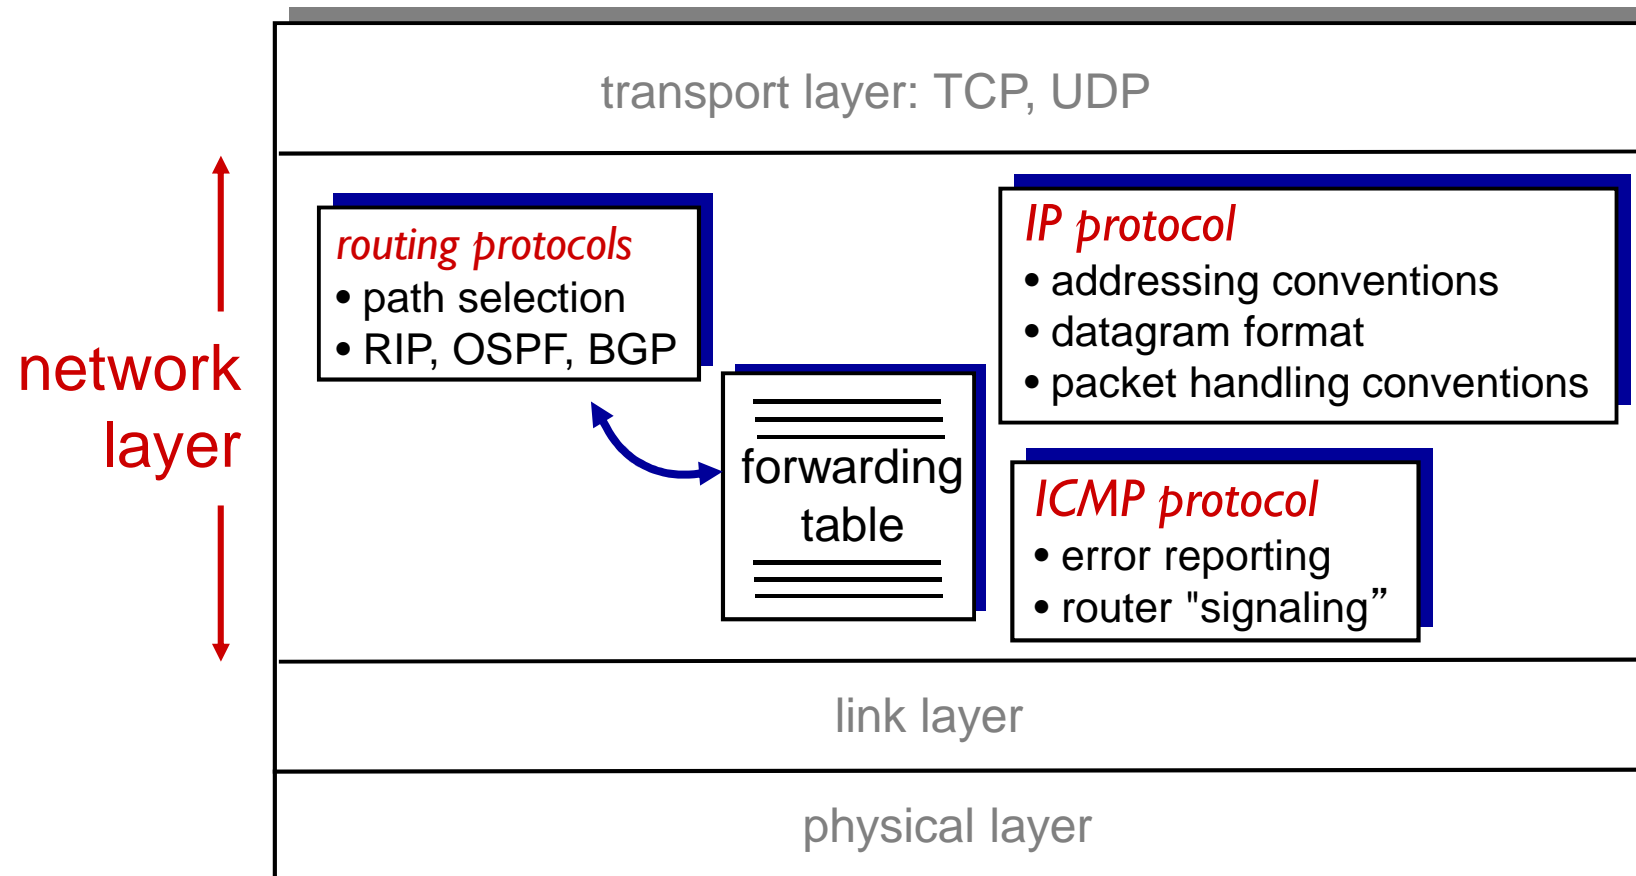 transport layer: TCP, UDP
network
layer
routing protocols
• path selection
• RIP, OSPF, BGP
forwarding
table
IP protocol
• addressing conventions
• datagram format
• packet handling conventions
ICMP protocol
• error reporting
• router "signaling”
link layer
physical layer